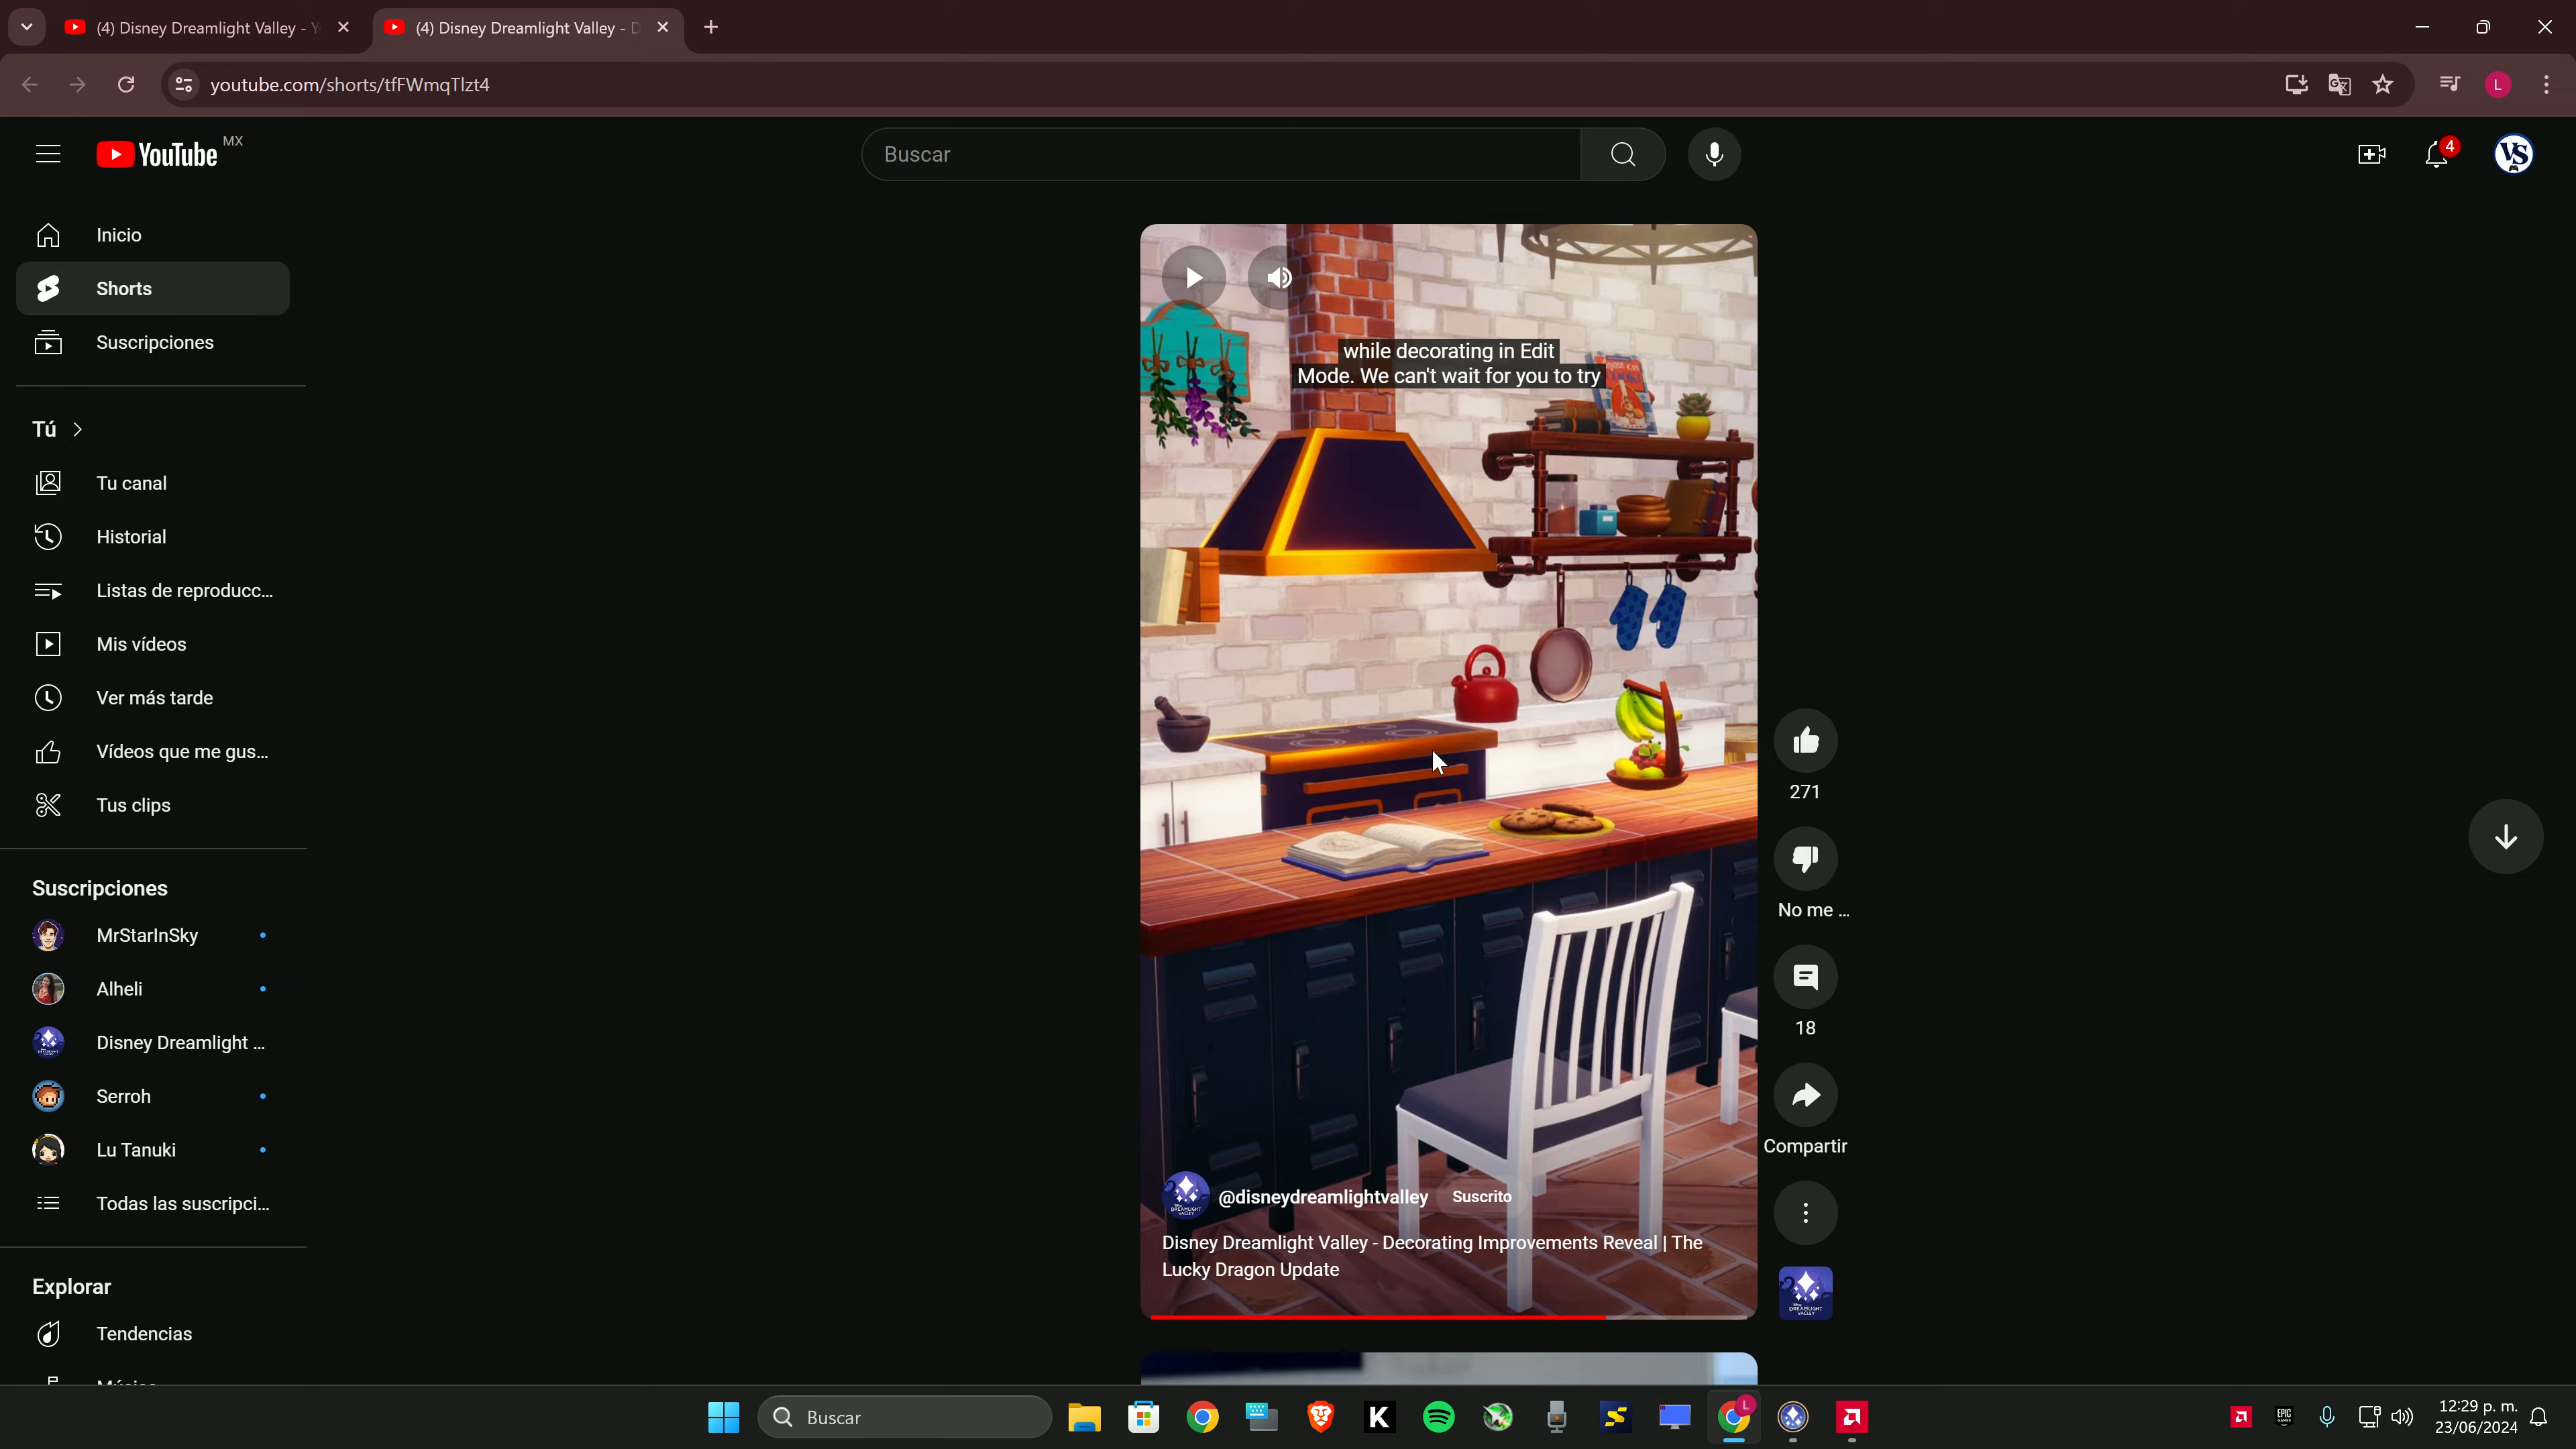 (4) Disney Dreamlight Valley - Y
(4) Disney Dreamlight Valley - D
youtube.com/shorts/tfFWmqTlzt4
L
YouTube MX
Buscar
4
VS
Inicio
Shorts
Suscripciones
Tú
Tu canal
Historial
Listas de reproducc...
Mis vídeos
Ver más tarde
Vídeos que me gus...
Tus clips
Suscripciones
MrStarInSky
Alheli
Disney Dreamlight ...
Serroh
Lu Tanuki
Todas las suscripci...
Explorar
Tendencias
while decorating in Edit
Mode. We can't wait for you to try
@disneydreamlightvalley Suscrito
Disney Dreamlight Valley - Decorating Improvements Reveal | The
Lucky Dragon Update
271
No me ...
18
Compartir
DREAMLIGHT
VALLEY
Buscar
K
L
EPIC
12:29 p. m.
23/06/2024